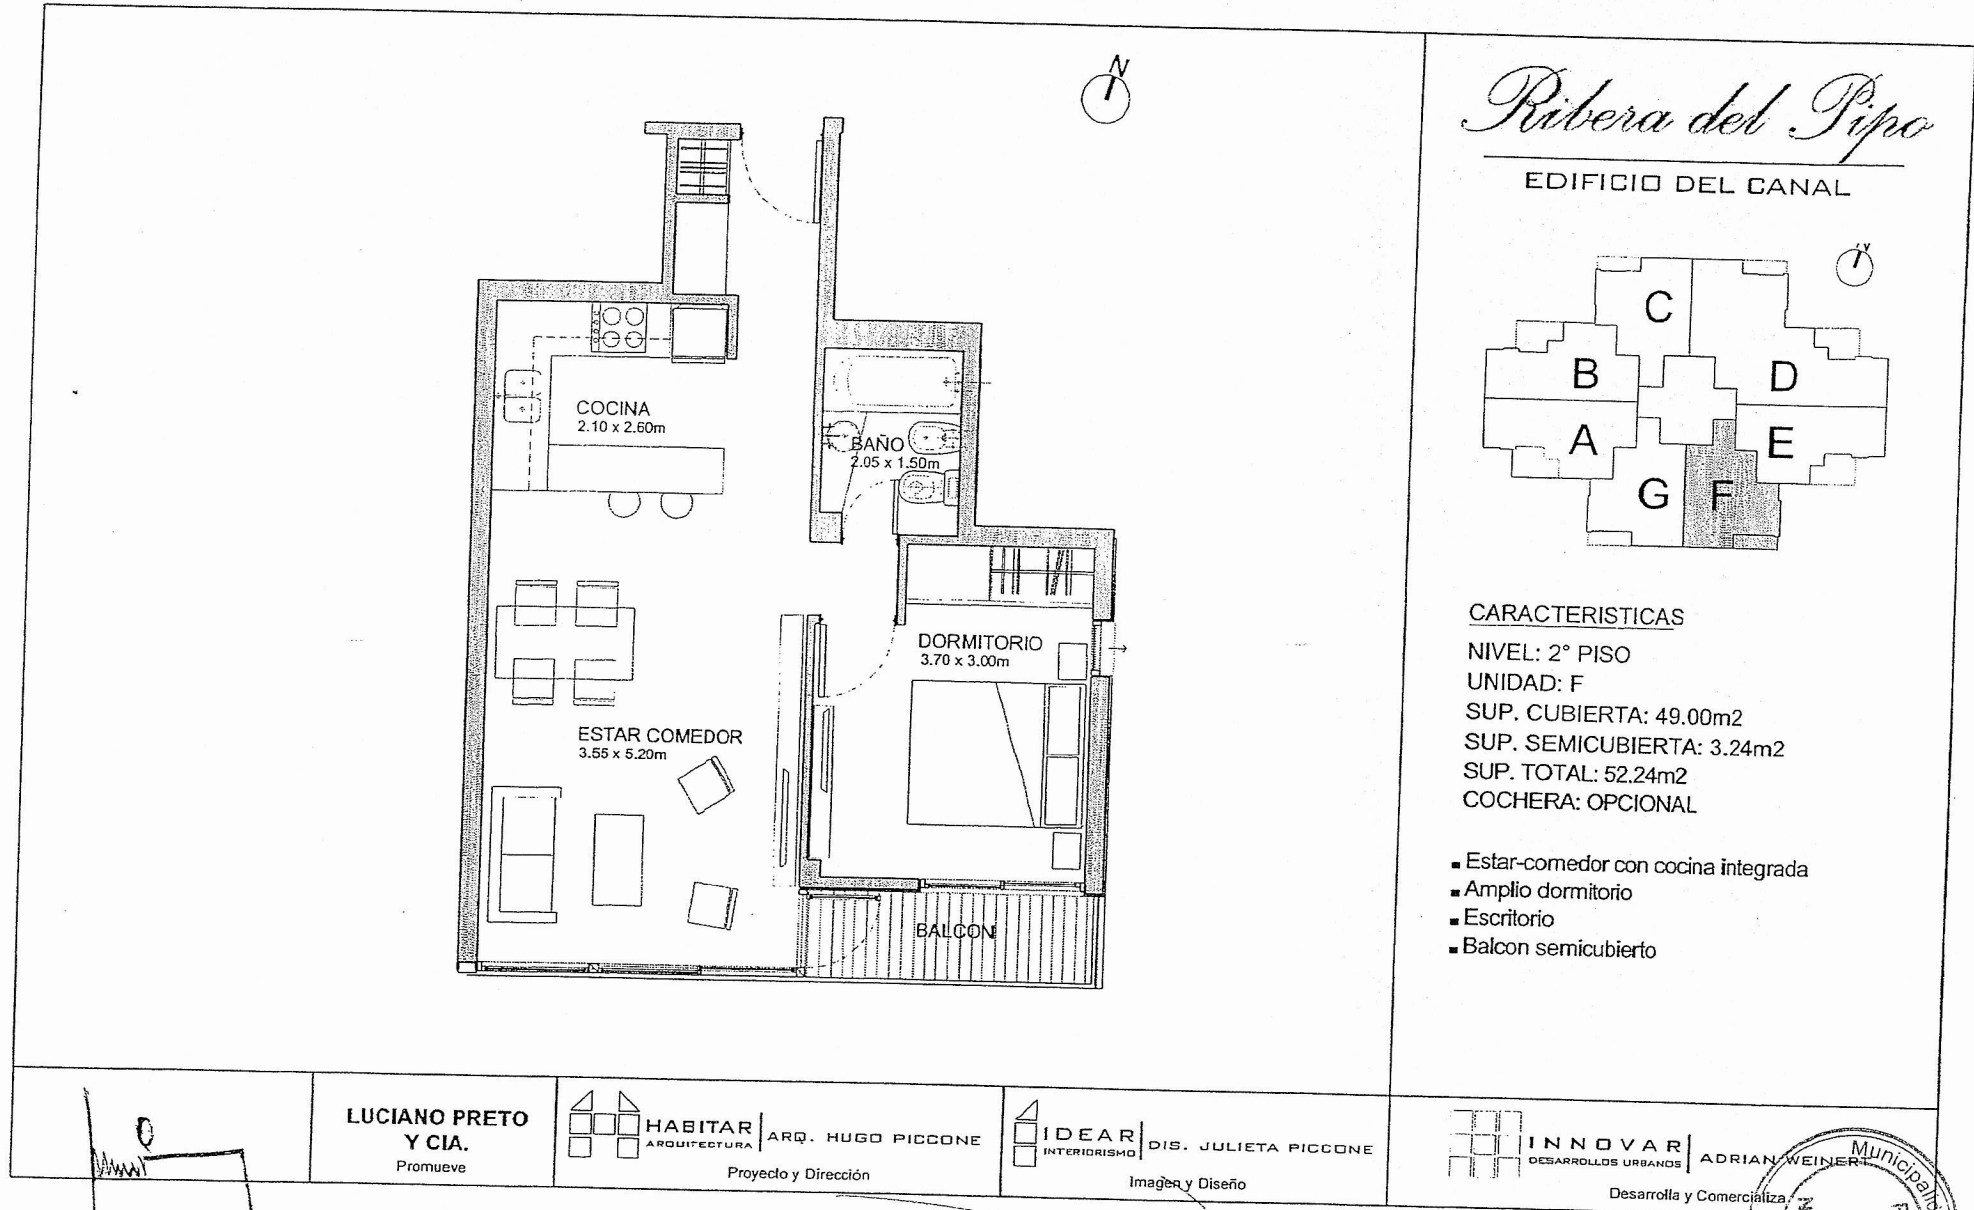 N
COCINA
2.10 x 2.60m
BAÑO
2.05 x 1.50m
DORMITORIO
3.70 x 3.00m
ESTAR COMEDOR
3.55 x 5.20m
BALCON
Ribera del Pipo
EDIFICIO DEL CANAL
N
C
B
D
A
E
G
F
CARACTERISTICAS
NIVEL: 2° PISO
UNIDAD: F
SUP. CUBIERTA: 49.00m2
SUP. SEMICUBIERTA: 3.24m2
SUP. TOTAL: 52.24m2
COCHERA: OPCIONAL
▪ Estar-comedor con cocina integrada
▪ Amplio dormitorio
▪ Escritorio
▪ Balcon semicubierto
LUCIANO PRETO
Y CIA.
Promueve
HABITAR
ARQUITECTURA
ARQ. HUGO PICCONE
Proyecto y Dirección
IDEAR
INTERIORISMO
DIS. JULIETA PICCONE
Imagen y Diseño
INNOVAR
DESARROLLOS URBANOS
ADRIAN WEINERT
Desarrolla y Comercializa